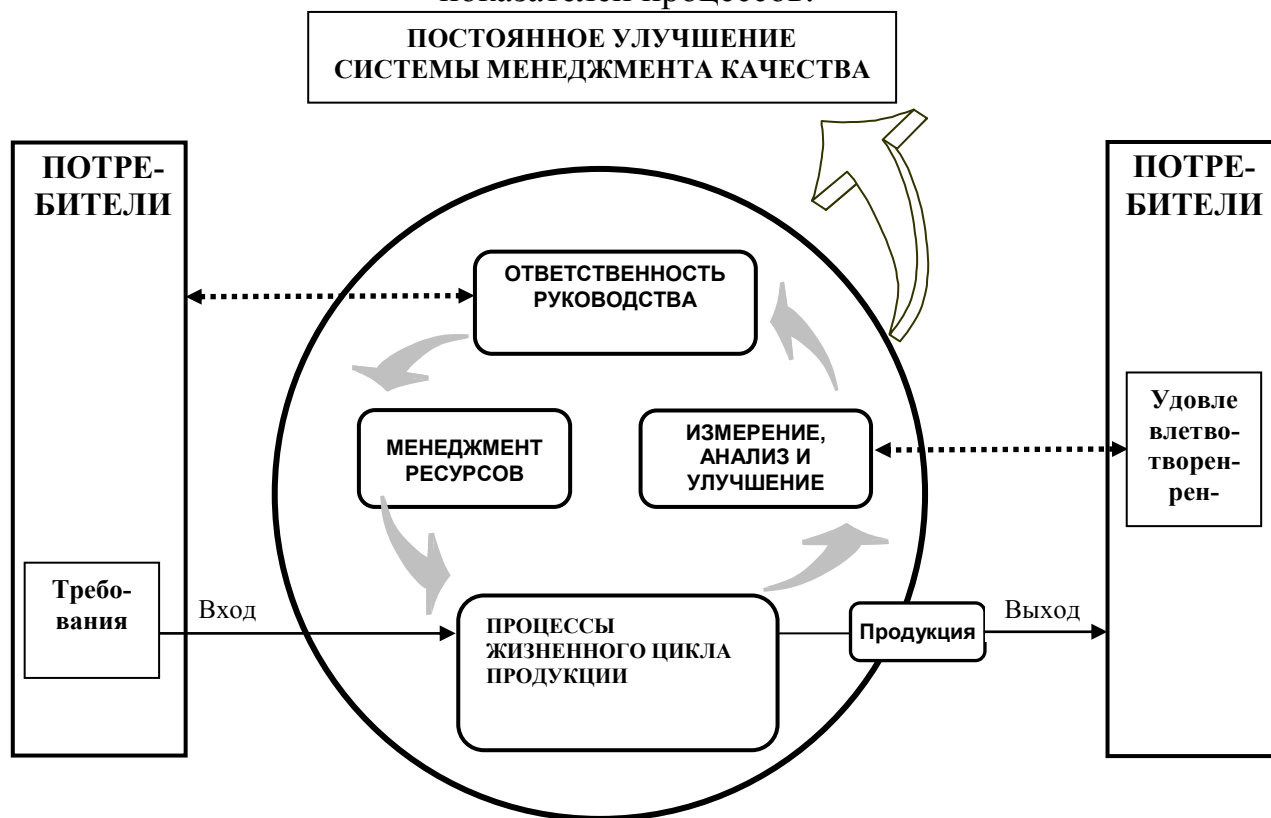 показателей процессов.
ПОСТОЯННОЕ УЛУЧШЕНИЕ
СИСТЕМЫ МЕНЕДЖМЕНТА КАЧЕСТВА
ПОТРЕ-
БИТЕЛИ
ПОТРЕ-
БИТЕЛИ
ОТВЕТСТВЕННОСТЬ
РУКОВОДСТВА
МЕНЕДЖМЕНТ
РЕСУРСОВ
ИЗМЕРЕНИЕ,
АНАЛИЗ И
УЛУЧШЕНИЕ
Удовле
влетво-
творен-
рен-
Требо-
вания
Вход
ПРОЦЕССЫ
ЖИЗНЕННОГО ЦИКЛА
ПРОДУКЦИИ
Продукция
Выход